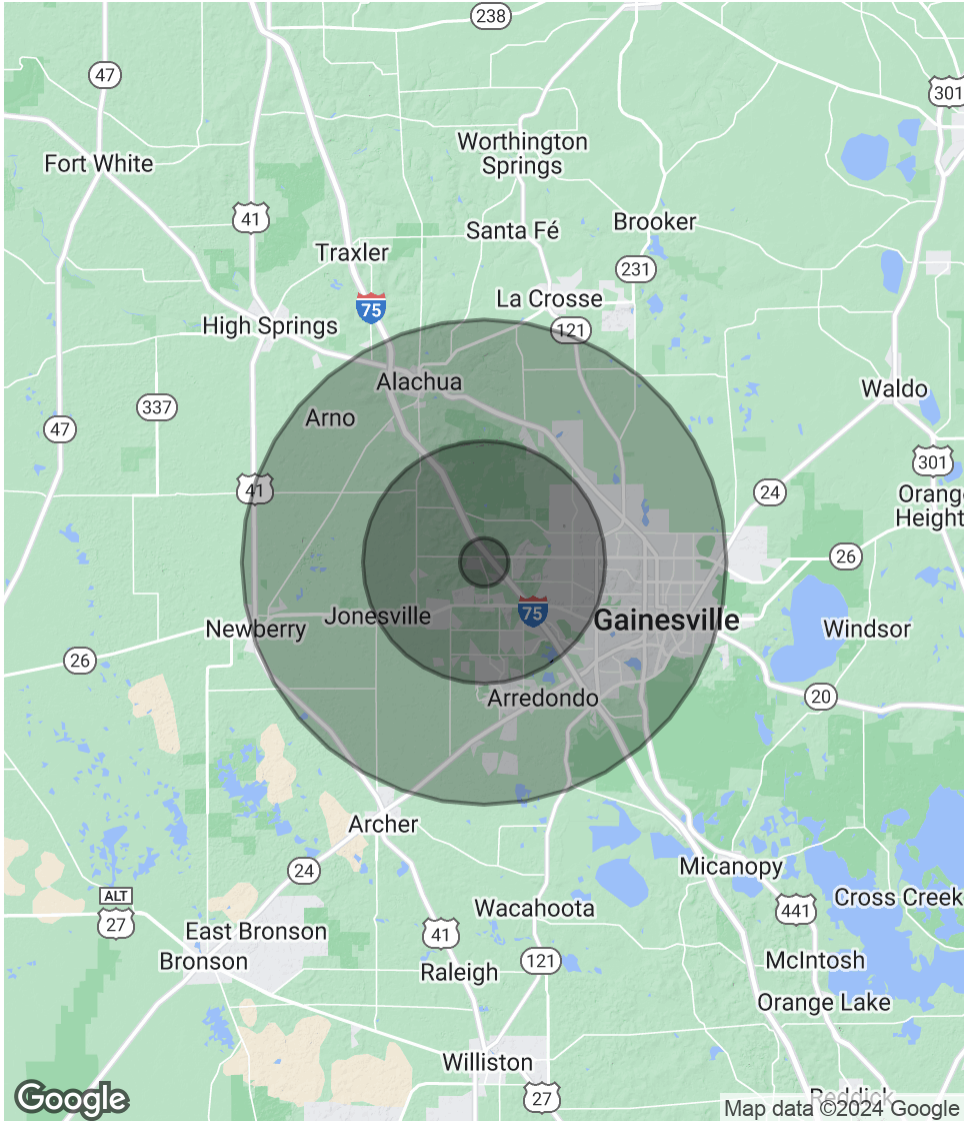 238
47
301
Worthington
Springs
Fort White
41
Brooker
Santa Fé
Traxler
231
La Crosse
75
High Springs
121
Alachua
Waldo
337
Arno
47
301
41
24
Orang
Height
26
75
Jonesville
Gainesville
Newberry
Windsor
26
20
Arredondo
Archer
Micanopy
24
ALT
27
Cross Creek
Wacahoota
441
East Bronson
41
Bronson
121
McIntosh
Raleigh
Orange Lake
Williston
27
Reddick
Google
Map data ©2024 Google